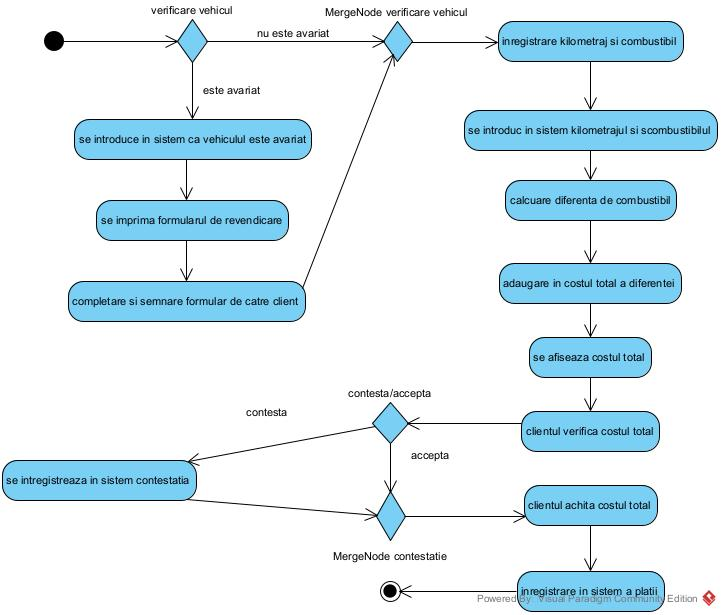 verificare vehicul
MergeNode verificare vehicul
nu este avariat
inregistrare kilometraj si combustibil
este avariat
se introduce in sistem ca vehiculul este avariat
se introduc in sistem kilometrajul si scombustibilul
se imprima formularul de revendicare
calcuare diferenta de combustibil
completare si semnare formular de catre client
adaugare in costul total a diferentei
se afiseaza costul total
contesta/accepta
contesta
clientul verifica costul total
accepta
se intregistreaza in sistem contestatia
clientul achita costul total
MergeNode contestatie
inregistrare in sistem a platii
Powered By Visual Paradigm Community Edition